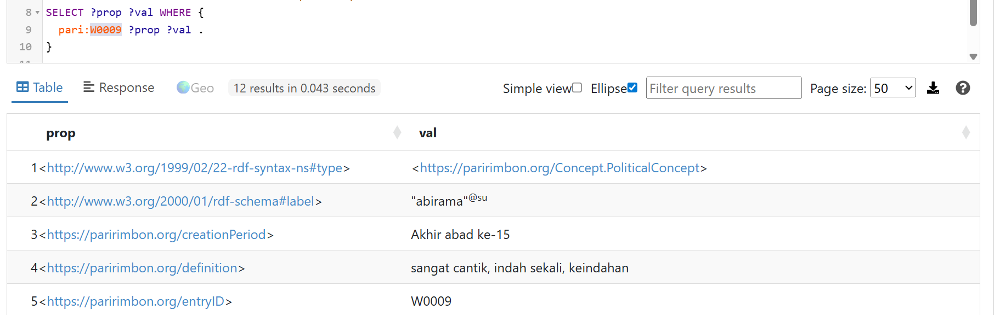 8 SELECT ?prop ?val WHERE {
9 pari:W0009 ?prop ?val .
10 }
Table Response Geo 12 results in 0.043 seconds Simple view Ellipse Filter query results Page size: 50
prop val
1 <http://www.w3.org/1999/02/22-rdf-syntax-ns#type> <https://paririmbon.org/Concept.PoliticalConcept>
2 <http://www.w3.org/2000/01/rdf-schema#label> "abirama"@su
3 <https://paririmbon.org/creationPeriod> Akhir abad ke-15
4 <https://paririmbon.org/definition> sangat cantik, indah sekali, keindahan
5 <https://paririmbon.org/entryID> W0009